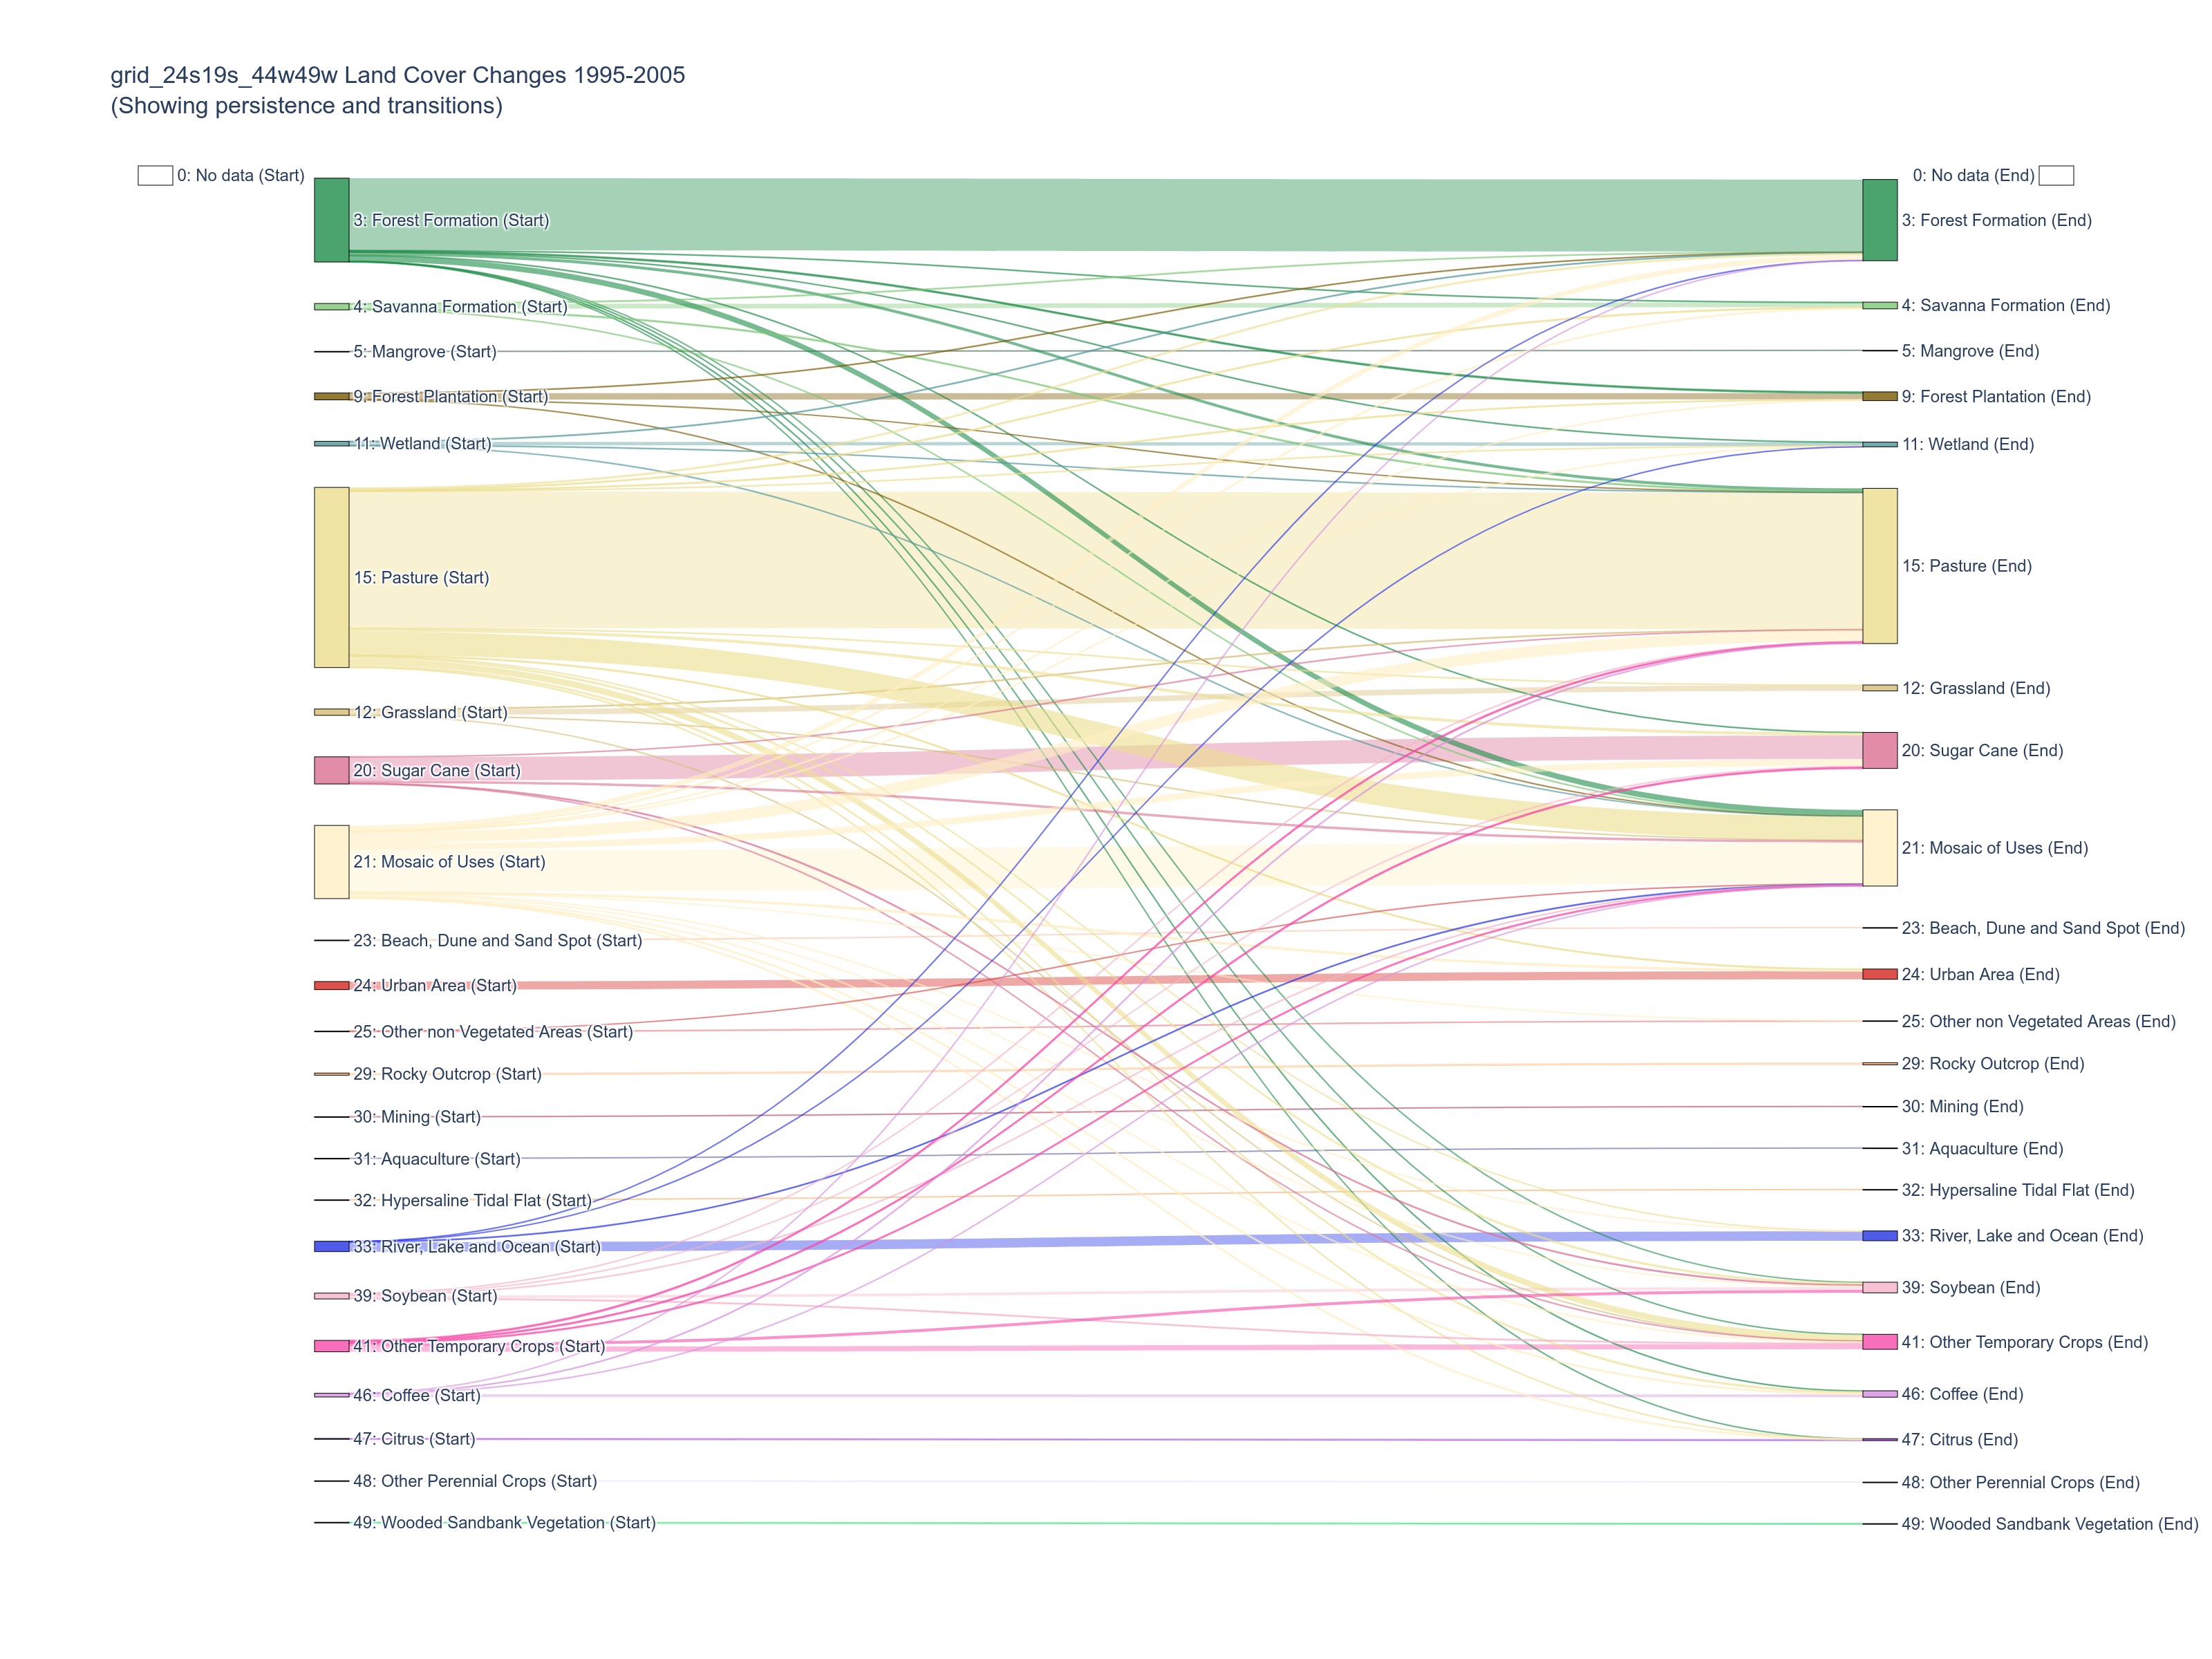 grid_24s19s_44w49w Land Cover Changes 1995-2005
(Showing persistence and transitions)
0: No data (Start)
0: No data (End)
3: Forest Formation (Start)
3: Forest Formation (End)
4: Savanna Formation (Start)
4: Savanna Formation (End)
5: Mangrove (Start)
5: Mangrove (End)
9: Forest Plantation (Start)
9: Forest Plantation (End)
11: Wetland (Start)
11: Wetland (End)
15: Pasture (Start)
15: Pasture (End)
12: Grassland (Start)
12: Grassland (End)
20: Sugar Cane (Start)
20: Sugar Cane (End)
21: Mosaic of Uses (Start)
21: Mosaic of Uses (End)
23: Beach, Dune and Sand Spot (Start)
23: Beach, Dune and Sand Spot (End)
24: Urban Area (Start)
24: Urban Area (End)
25: Other non Vegetated Areas (Start)
25: Other non Vegetated Areas (End)
29: Rocky Outcrop (Start)
29: Rocky Outcrop (End)
30: Mining (Start)
30: Mining (End)
31: Aquaculture (Start)
31: Aquaculture (End)
32: Hypersaline Tidal Flat (Start)
32: Hypersaline Tidal Flat (End)
33: River, Lake and Ocean (Start)
33: River, Lake and Ocean (End)
39: Soybean (Start)
39: Soybean (End)
41: Other Temporary Crops (Start)
41: Other Temporary Crops (End)
46: Coffee (Start)
46: Coffee (End)
47: Citrus (Start)
47: Citrus (End)
48: Other Perennial Crops (Start)
48: Other Perennial Crops (End)
49: Wooded Sandbank Vegetation (Start)
49: Wooded Sandbank Vegetation (End)